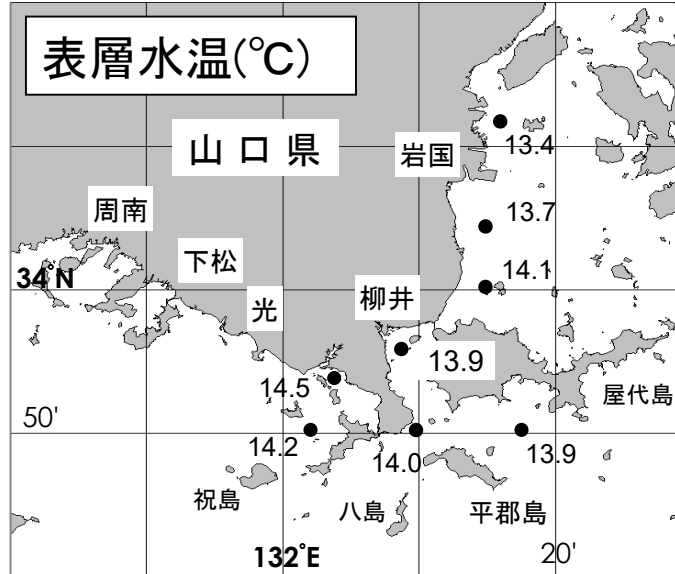 表層水温(℃)
山口県
岩国
13.4
周南
13.7
下松
34°N
14.1
光
柳井
13.9
14.5
屋代島
50'
14.2
14.0
13.9
祝島
八島
平郡島
132°E
20'